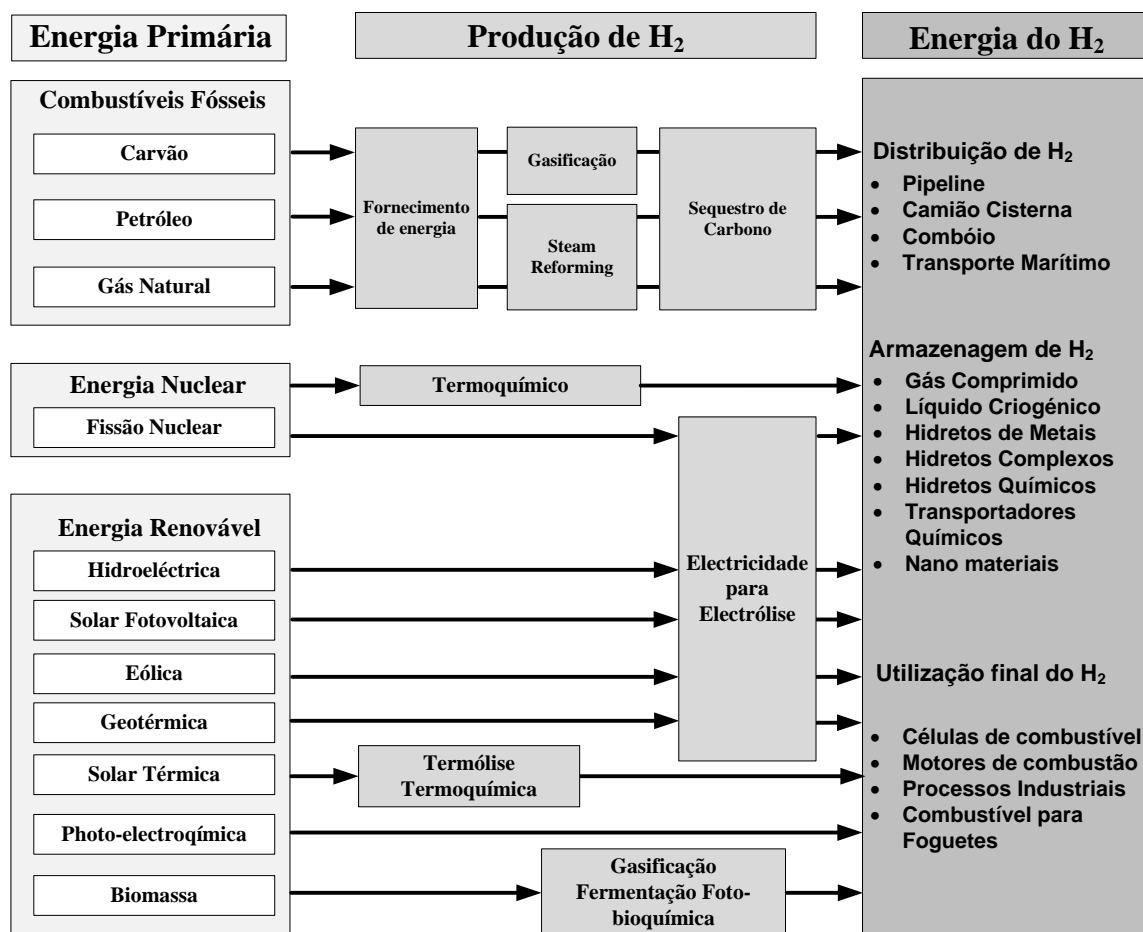 Energia Primária
Produção de H₂
Energia do H₂
Combustíveis Fósseis
Carvão
Petróleo
Gás Natural
Fornecimento
de energia
Gasificação
Steam
Reforming
Sequestro de
Carbono
Energia Nuclear
Fissão Nuclear
Termoquímico
Energia Renovável
Hidroeléctrica
Solar Fotovoltaica
Eólica
Geotérmica
Solar Térmica
Photo-electroqímica
Biomassa
Electricidade
para
Electrólise
Termólise
Termoquímica
Gasificação
Fermentação Foto-
bioquímica
Distribuição de H₂
• Pipeline
• Camião Cisterna
• Combóio
• Transporte Marítimo
Armazenagem de H₂
• Gás Comprimido
• Líquido Criogénico
• Hidretos de Metais
• Hidretos Complexos
• Hidretos Químicos
• Transportadores
Químicos
• Nano materiais
Utilização final do H₂
• Células de combustível
• Motores de combustão
• Processos Industriais
• Combustível para
Foguetes